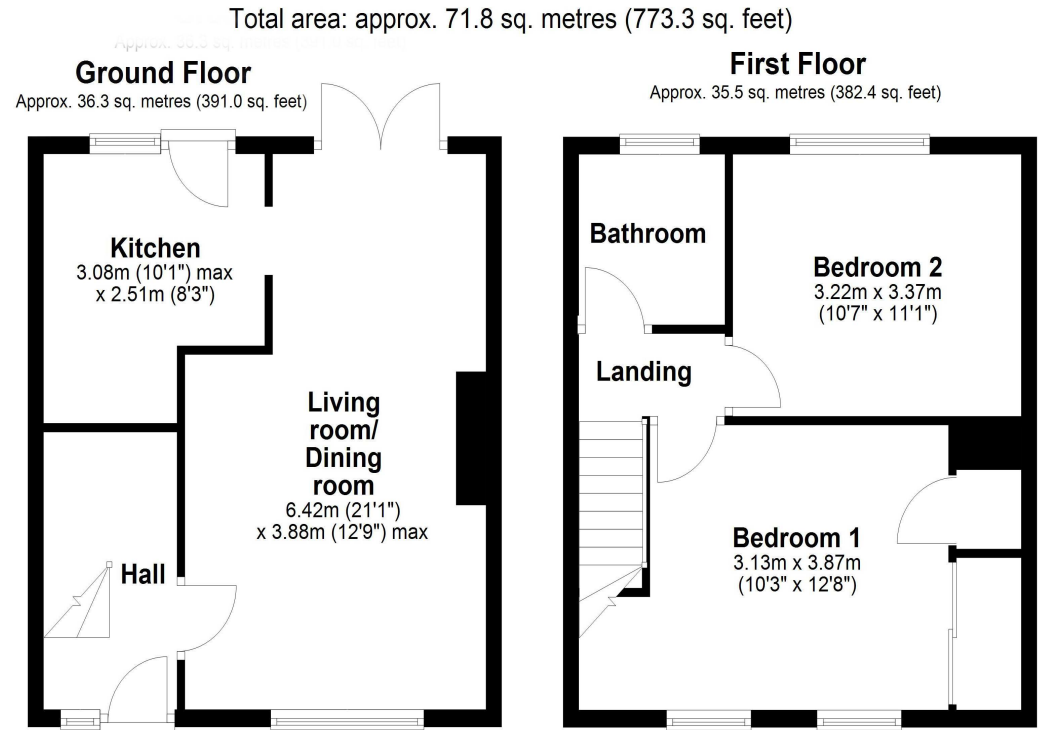 Total area: approx. 71.8 sq. metres (773.3 sq. feet)
Ground Floor
Approx. 36.3 sq. metres (391.0 sq. feet)
Kitchen
3.08m (10'1") max
x 2.51m (8'3")
Living
room/
Dining
room
6.42m (21'1")
x 3.88m (12'9") max
Hall
First Floor
Approx. 35.5 sq. metres (382.4 sq. feet)
Bathroom
Bedroom 2
3.22m x 3.37m
(10'7" x 11'1")
Landing
Bedroom 1
3.13m x 3.87m
(10'3" x 12'8")